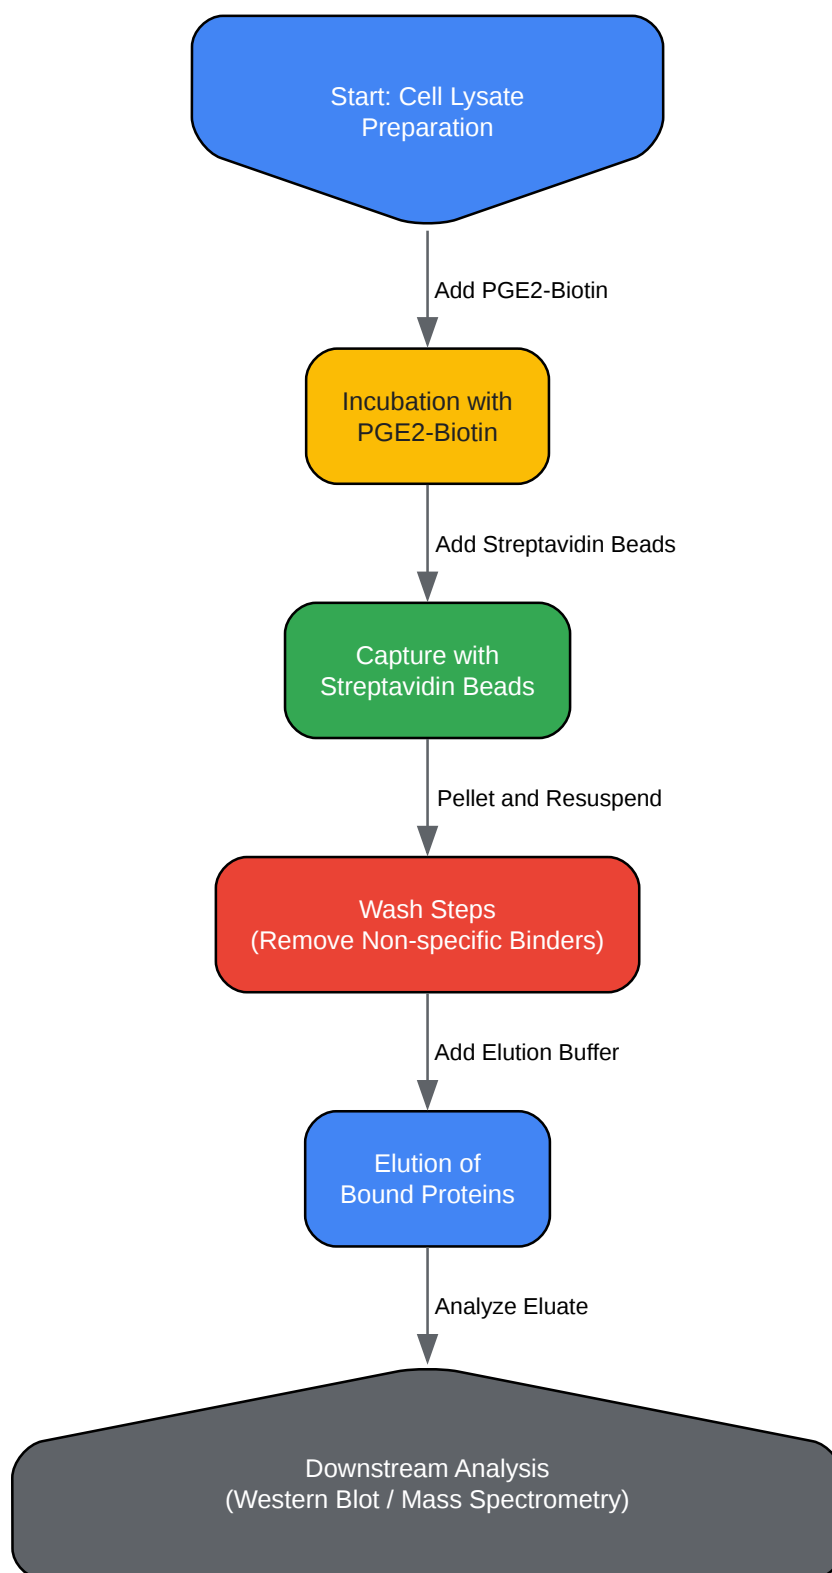 Start: Cell Lysate
Preparation
Add PGE2-Biotin
Incubation with
PGE2-Biotin
Add Streptavidin Beads
Capture with
Streptavidin Beads
Pellet and Resuspend
Wash Steps
(Remove Non-specific Binders)
Add Elution Buffer
Elution of
Bound Proteins
Analyze Eluate
Downstream Analysis
(Western Blot / Mass Spectrometry)